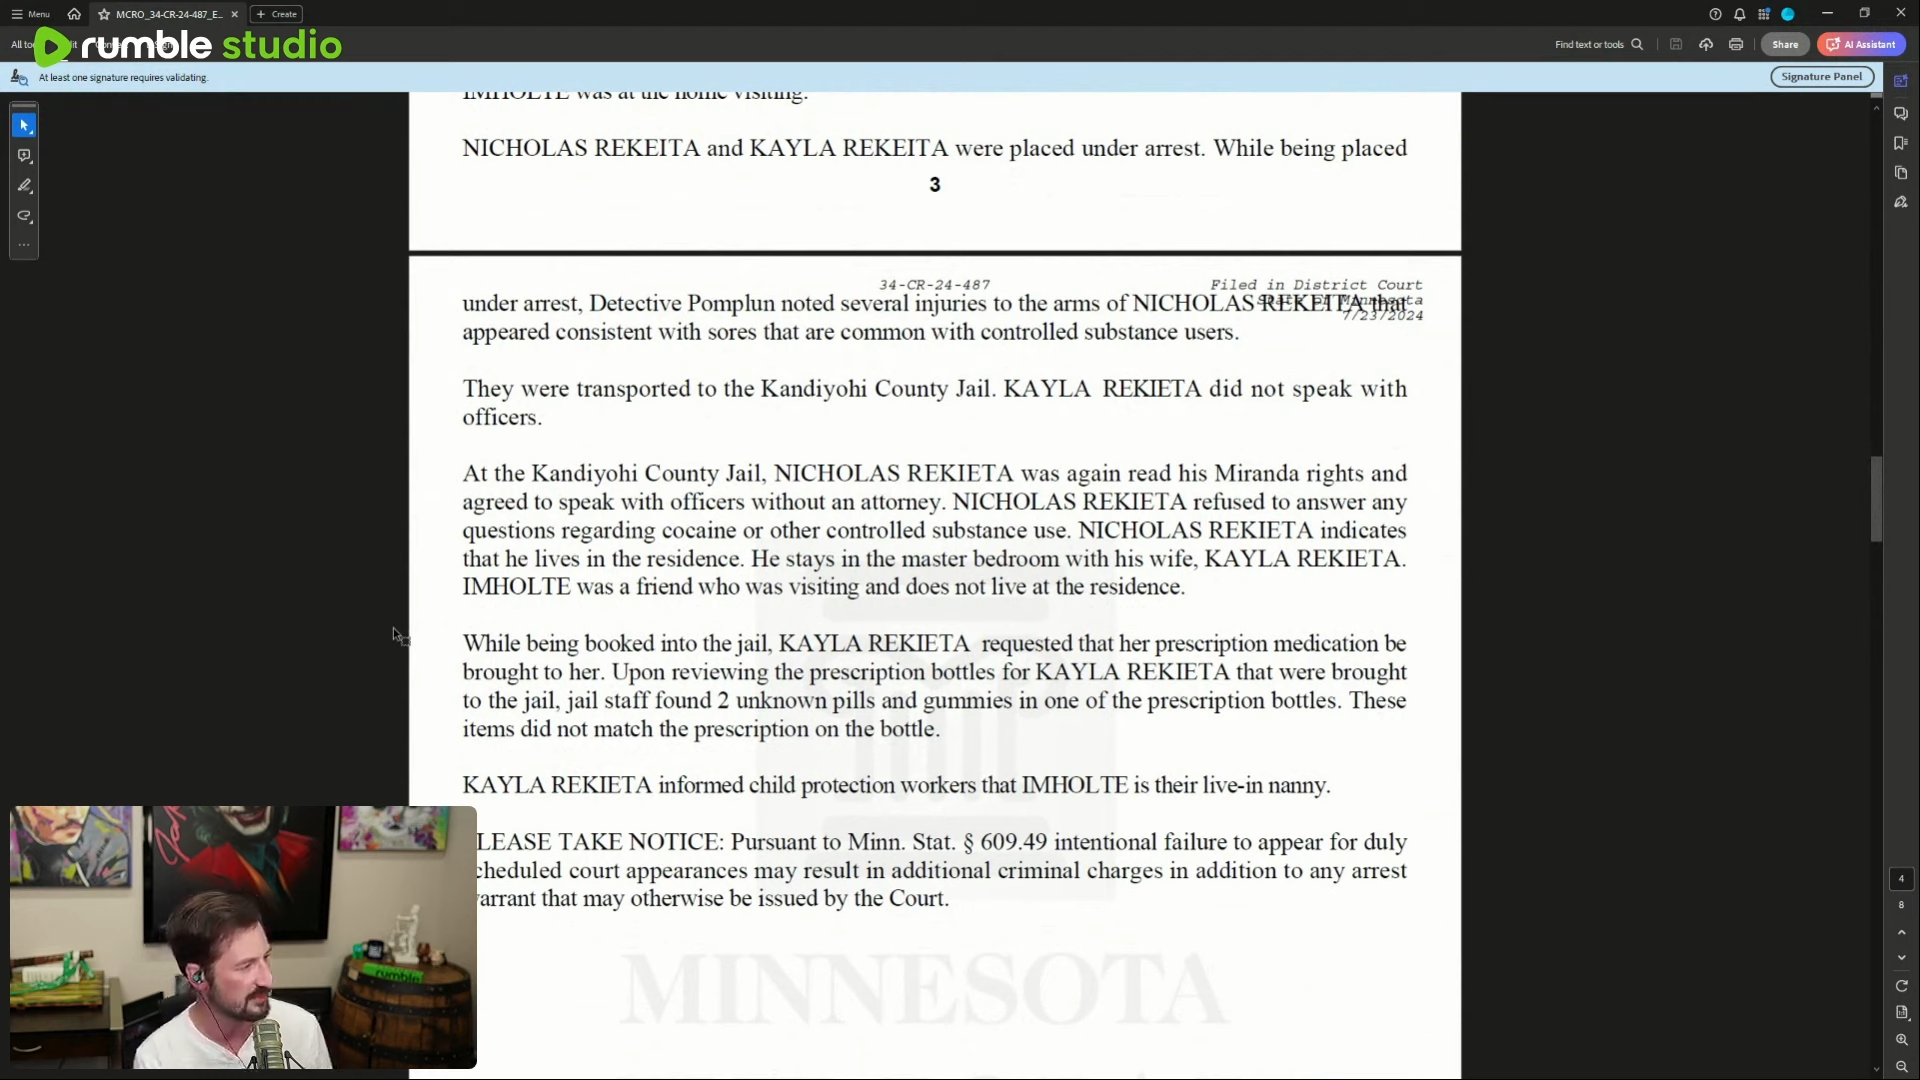 Menu
MCRO_34-CR-24-487_E...
Create
rumble studio
Find text or tools
Share
AI Assistant
At least one signature requires validating.
Signature Panel
IMHOLTE was at the home visiting.
NICHOLAS REKEITA and KAYLA REKEITA were placed under arrest. While being placed
3
34-CR-24-487
Filed in District Court
State of Minnesota
7/23/2024
under arrest, Detective Pomplun noted several injuries to the arms of NICHOLAS REKEITA that
appeared consistent with sores that are common with controlled substance users.
They were transported to the Kandiyohi County Jail. KAYLA REKIETA did not speak with
officers.
At the Kandiyohi County Jail, NICHOLAS REKIETA was again read his Miranda rights and
agreed to speak with officers without an attorney. NICHOLAS REKIETA refused to answer any
questions regarding cocaine or other controlled substance use. NICHOLAS REKIETA indicates
that he lives in the residence. He stays in the master bedroom with his wife, KAYLA REKIETA.
IMHOLTE was a friend who was visiting and does not live at the residence.
While being booked into the jail, KAYLA REKIETA requested that her prescription medication be
brought to her. Upon reviewing the prescription bottles for KAYLA REKIETA that were brought
to the jail, jail staff found 2 unknown pills and gummies in one of the prescription bottles. These
items did not match the prescription on the bottle.
KAYLA REKIETA informed child protection workers that IMHOLTE is their live-in nanny.
LEASE TAKE NOTICE: Pursuant to Minn. Stat. § 609.49 intentional failure to appear for duly
cheduled court appearances may result in additional criminal charges in addition to any arrest
arrant that may otherwise be issued by the Court.
MINNESOTA
rumble
4
8